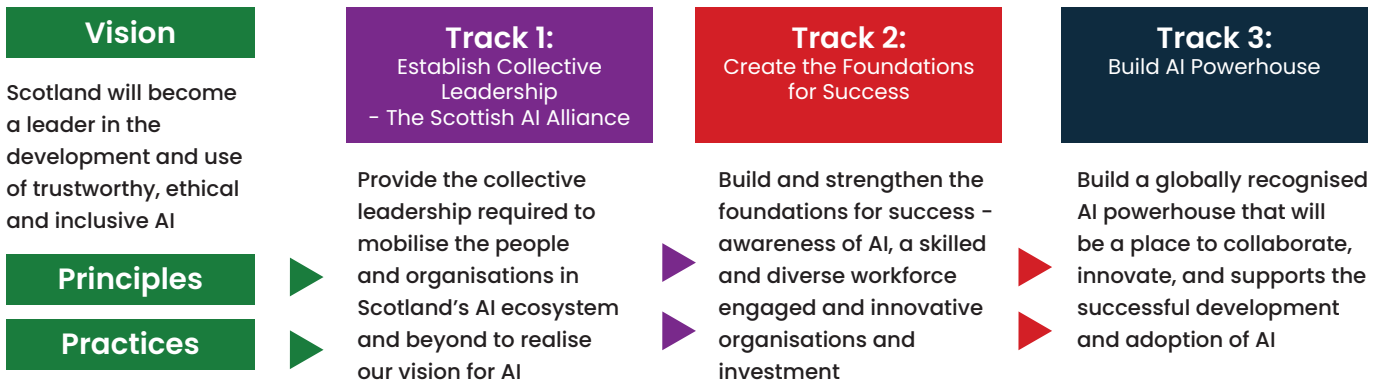 Vision
Scotland will become
a leader in the
development and use
of trustworthy, ethical
and inclusive AI
Principles
Practices
Track 1:
Establish Collective
Leadership
- The Scottish AI Alliance
Provide the collective
leadership required to
mobilise the people
and organisations in
Scotland's AI ecosystem
and beyond to realise
our vision for AI
Track 2:
Create the Foundations
for Success
Build and strengthen the
foundations for success -
awareness of AI, a skilled
and diverse workforce
engaged and innovative
organisations and
investment
Track 3:
Build AI Powerhouse
Build a globally recognised
AI powerhouse that will
be a place to collaborate,
innovate, and supports the
successful development
and adoption of AI